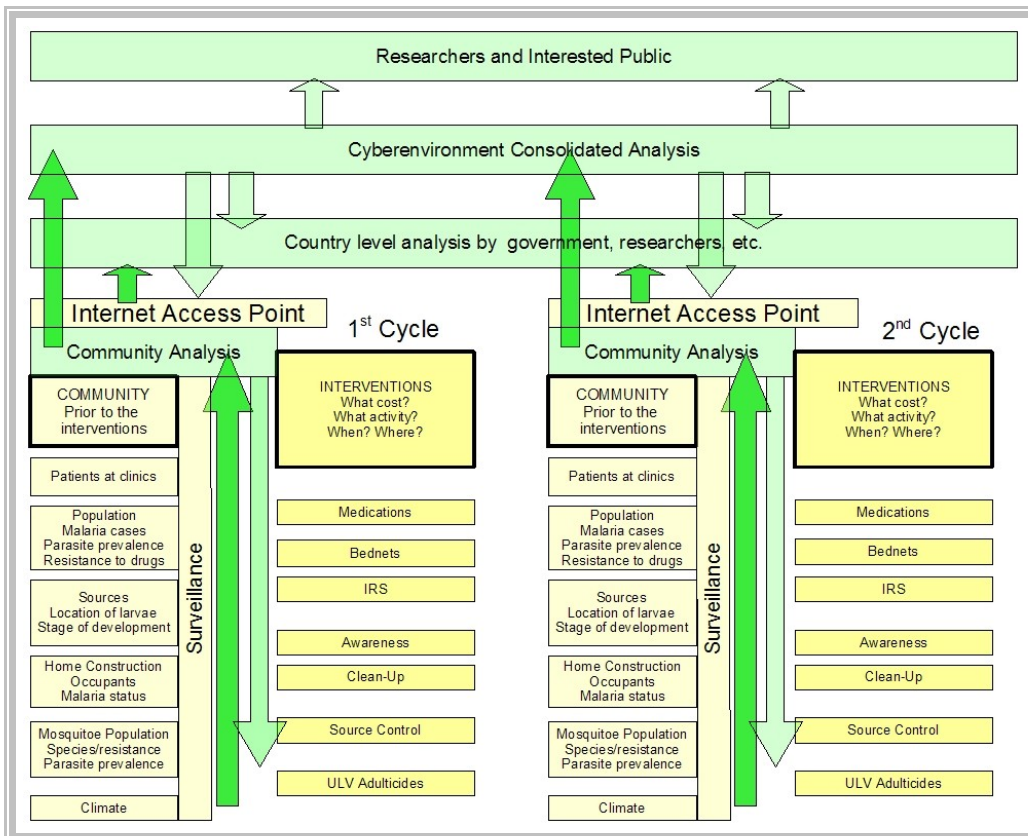 Researchers and Interested Public
Cyberenvironment Consolidated Analysis
Country level analysis by government, researchers, etc.
Internet Access Point
1st Cycle
Community Analysis
COMMUNITY
Prior to the
interventions
INTERVENTIONS
What cost?
What activity?
When? Where?
Patients at clinics
Population
Malaria cases
Parasite prevalence
Resistance to drugs
Sources
Location of larvae
Stage of development
Home Construction
Occupants
Malaria status
Mosquitoe Population
Species/resistance
Parasite prevalence
Climate
Surveillance
Medications
Bednets
IRS
Awareness
Clean-Up
Source Control
ULV Adulticides
Internet Access Point
2nd Cycle
Community Analysis
COMMUNITY
Prior to the
interventions
INTERVENTIONS
What cost?
What activity?
When? Where?
Patients at clinics
Population
Malaria cases
Parasite prevalence
Resistance to drugs
Sources
Location of larvae
Stage of development
Home Construction
Occupants
Malaria status
Mosquitoe Population
Species/resistance
Parasite prevalence
Climate
Surveillance
Medications
Bednets
IRS
Awareness
Clean-Up
Source Control
ULV Adulticides